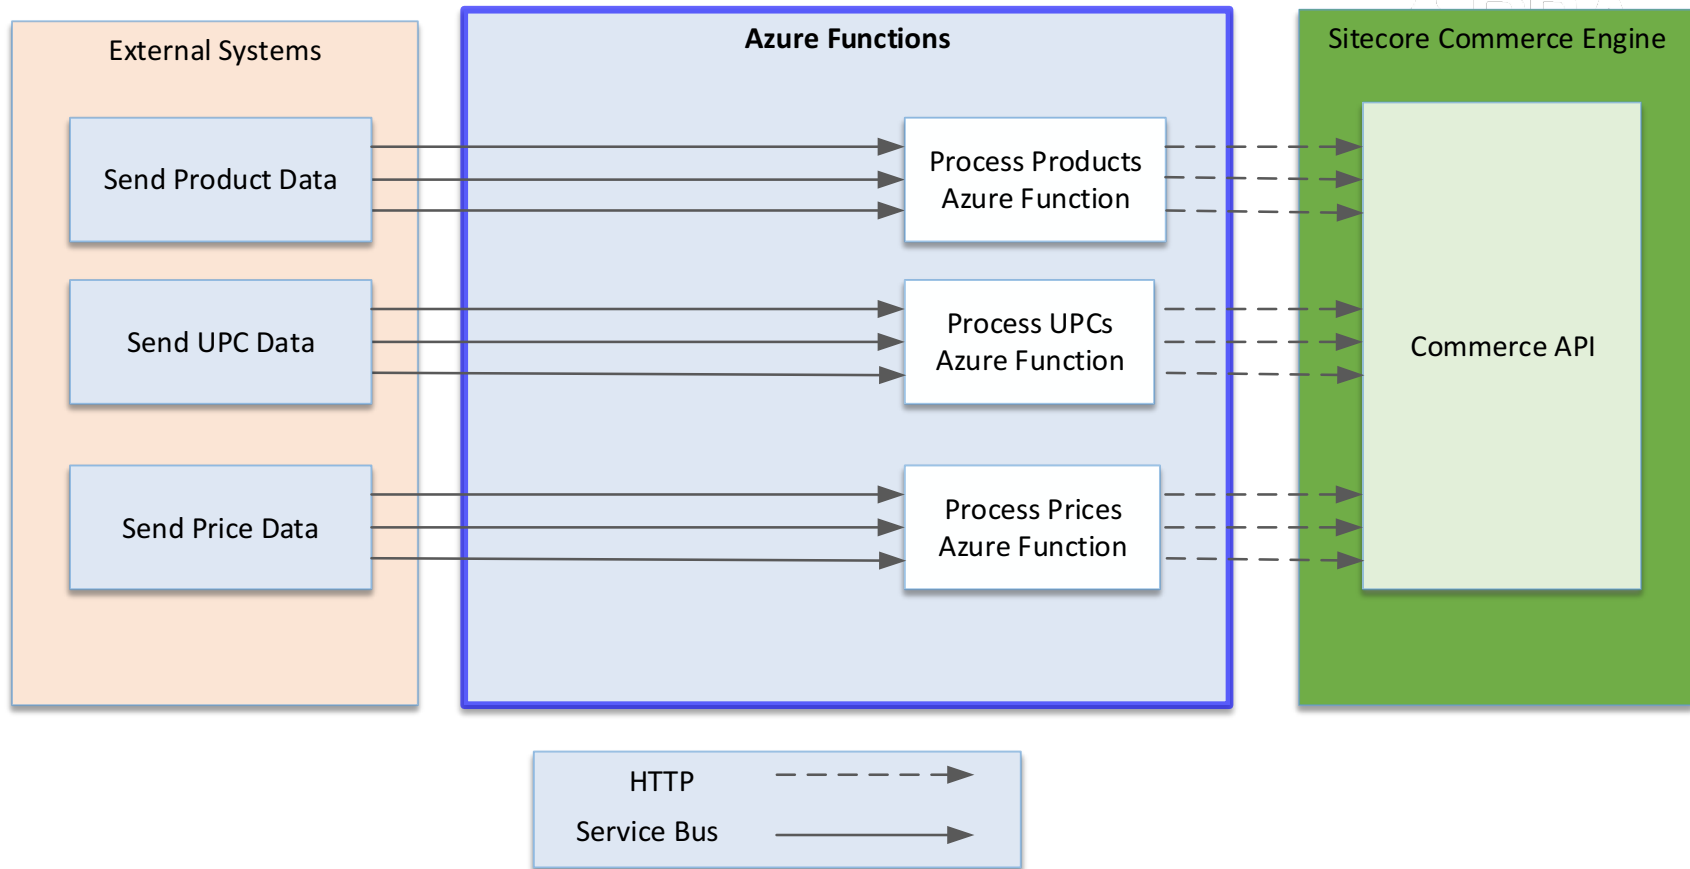 External Systems
Azure Functions
Sitecore Commerce Engine
Send Product Data
Process Products
Azure Function
Send UPC Data
Process UPCs
Azure Function
Commerce API
Send Price Data
Process Prices
Azure Function
HTTP
Service Bus